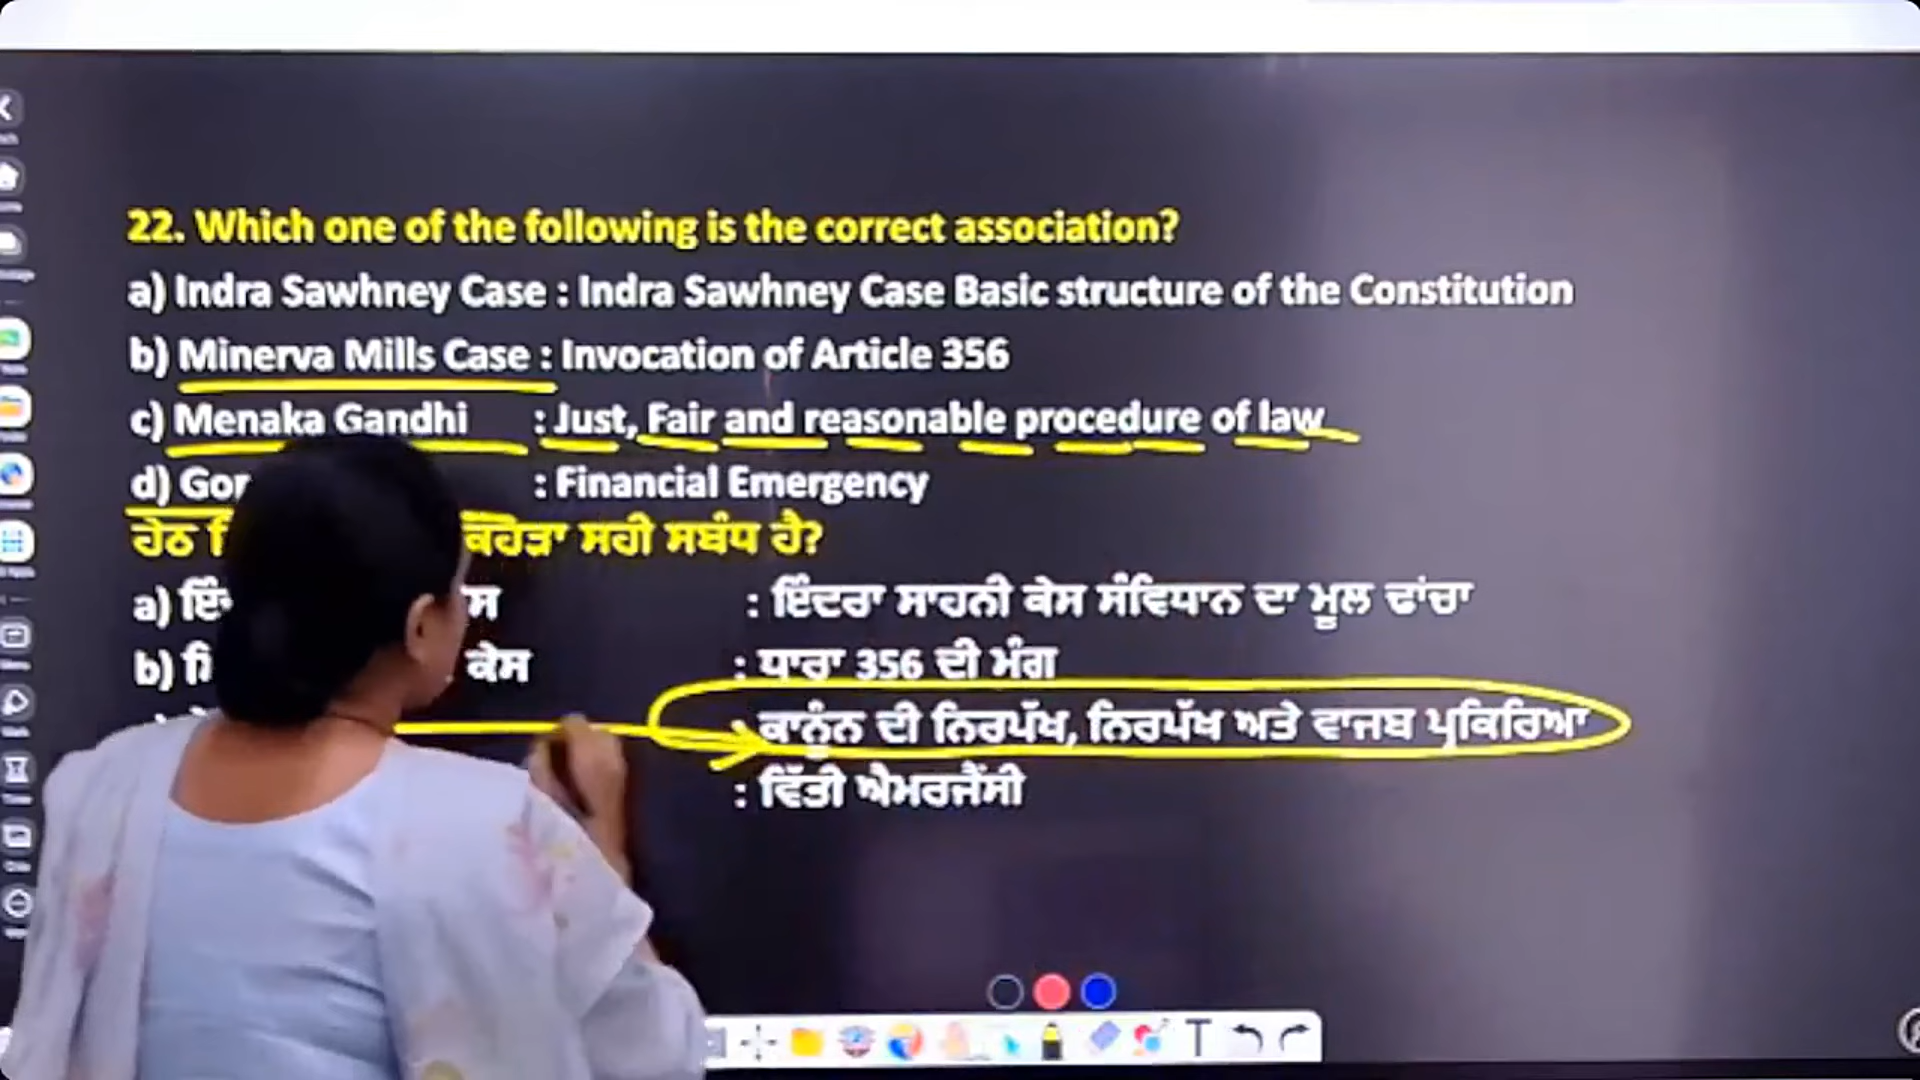 22. Which one of the following is the correct association?
a) Indra Sawhney Case : Indra Sawhney Case Basic structure of the Constitution
b) Minerva Mills Case : Invocation of Article 356
c) Menaka Gandhi : Just, Fair and reasonable procedure of law
d) : Financial Emergency
ਹੇਠ ਕਿਹੜਾ ਸਹੀ ਸਬੰਧ ਹੈ?
a) : ਇੰਦਰਾ ਸਾਹਨੀ ਕੇਸ ਸੰਵਿਧਾਨ ਦਾ ਮੂਲ ਢਾਂਚਾ
b) ਕੇਸ : ਧਾਰਾ 356 ਦੀ ਮੰਗ
: ਕਾਨੂੰਨ ਦੀ ਨਿਰਪੱਖ, ਨਿਰਪੱਖ ਅਤੇ ਵਾਜਬ ਪ੍ਰਕਿਰਿਆ
: ਵਿੱਤੀ ਐਮਰਜੈਂਸੀ